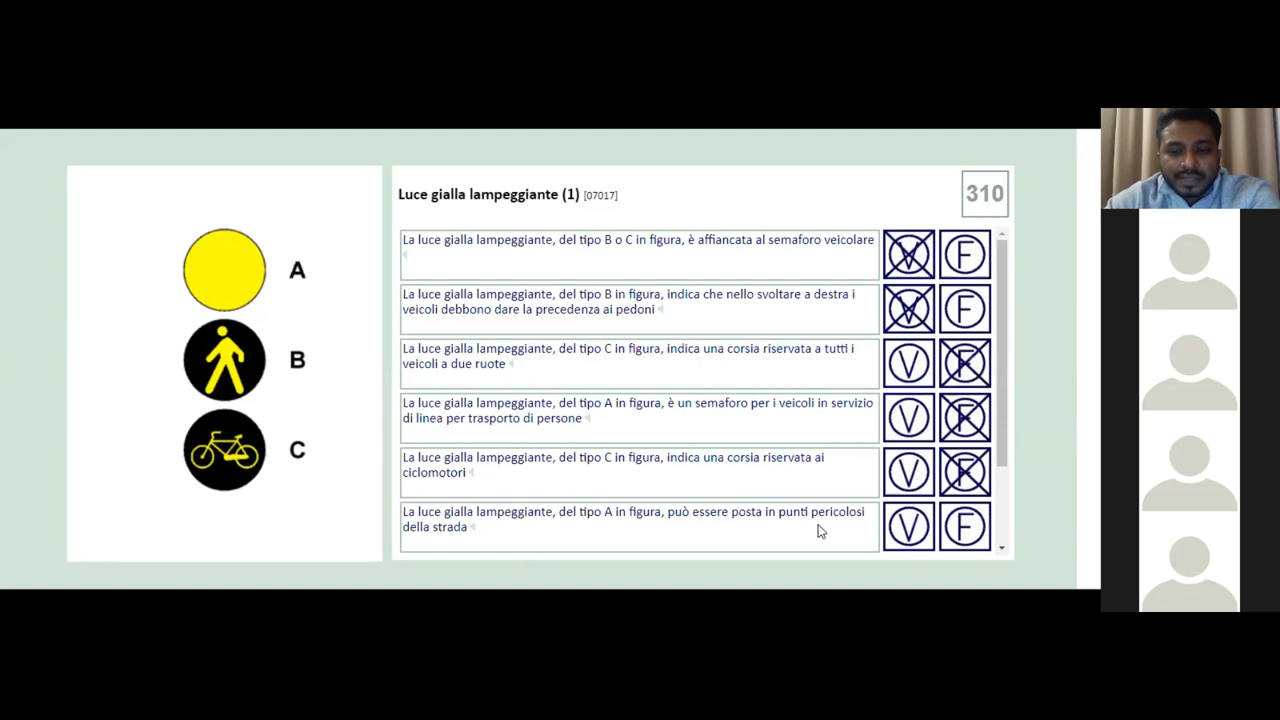 Luce gialla lampeggiante (1) [07017]
310
A
B
C
La luce gialla lampeggiante, del tipo B o C in figura, è affiancata al semaforo veicolare
V F
La luce gialla lampeggiante, del tipo B in figura, indica che nello svoltare a destra i
veicoli debbono dare la precedenza ai pedoni
V F
La luce gialla lampeggiante, del tipo C in figura, indica una corsia riservata a tutti i
veicoli a due ruote
V F
La luce gialla lampeggiante, del tipo A in figura, è un semaforo per i veicoli in servizio
di linea per trasporto di persone
V F
La luce gialla lampeggiante, del tipo C in figura, indica una corsia riservata ai
ciclomotori
V F
La luce gialla lampeggiante, del tipo A in figura, può essere posta in punti pericolosi
della strada
V F